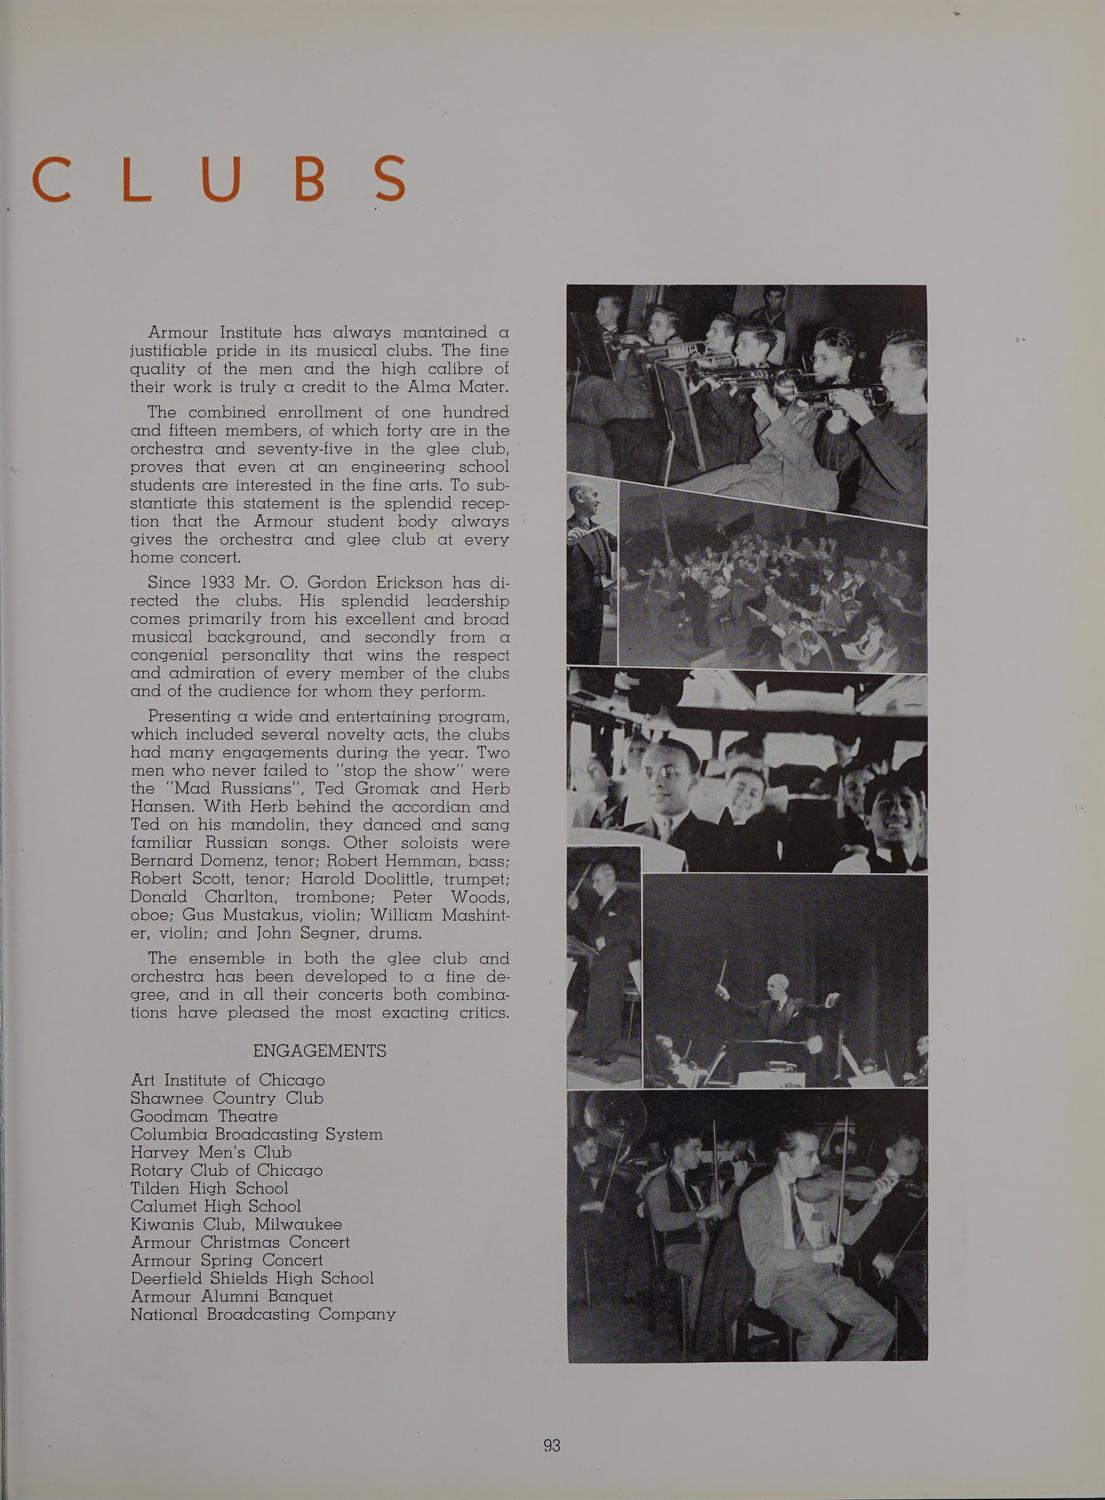 CLUBS
Armour Institute has always mantained a
justifiable pride in its musical clubs. The fine
quality of the men and the high calibre of
their work is truly a credit to the Alma Mater.
The combined enrollment of one hundred
and fifteen members, of which forty are in the
orchestra and seventy-five in the glee club,
proves that even at an engineering school
students are interested in the fine arts. To sub-
stantiate this statement is the splendid recep-
tion that the Armour student body always
gives the orchestra and glee club at every
home concert.
Since 1933 Mr. O. Gordon Erickson has di-
rected the clubs. His splendid leadership
comes primarily from his excellent and broad
musical background, and secondly from a
congenial personality that wins the respect
and admiration of every member of the clubs
and of the audience for whom they perform.
Presenting a wide and entertaining program,
which included several novelty acts, the clubs
had many engagements during the year. Two
men who never failed to "stop the show" were
the "Mad Russians", Ted Gromak and Herb
Hansen. With Herb behind the accordian and
Ted on his mandolin, they danced and sang
familiar Russian songs. Other soloists were
Bernard Domenz, tenor; Robert Hemman, bass;
Robert Scott, tenor; Harold Doolittle, trumpet;
Donald Charlton, trombone; Peter Woods,
oboe; Gus Mustakus, violin; William Mashint-
er, violin; and John Segner, drums.
The ensemble in both the glee club and
orchestra has been developed to a fine de-
gree, and in all their concerts both combina-
tions have pleased the most exacting critics.
ENGAGEMENTS
Art Institute of Chicago
Shawnee Country Club
Goodman Theatre
Columbia Broadcasting System
Harvey Men's Club
Rotary Club of Chicago
Tilden High School
Calumet High School
Kiwanis Club, Milwaukee
Armour Christmas Concert
Armour Spring Concert
Deerfield Shields High School
Armour Alumni Banquet
National Broadcasting Company
93